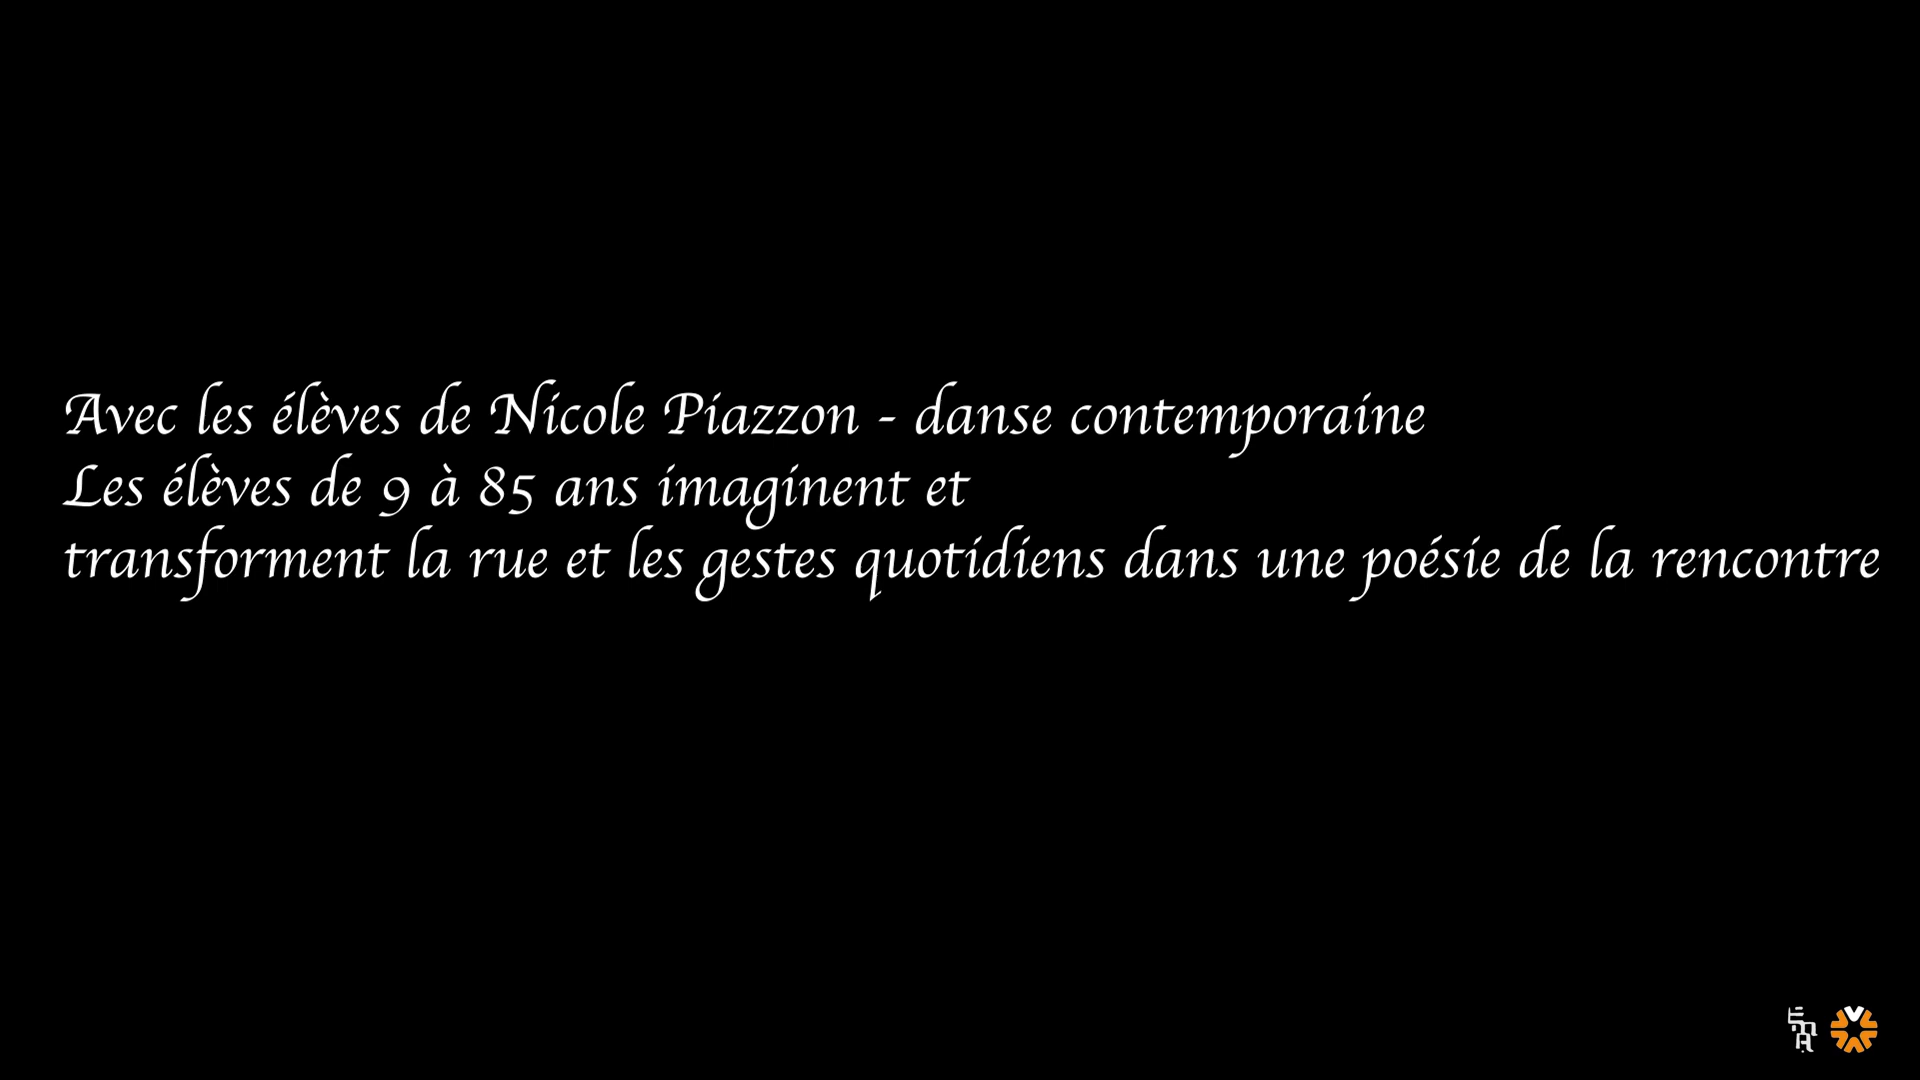 Avec les élèves de Nicole Piazzon - danse contemporaine
Les élèves de 9 à 85 ans imaginent et
transforment la rue et les gestes quotidiens dans une poésie de la rencontre